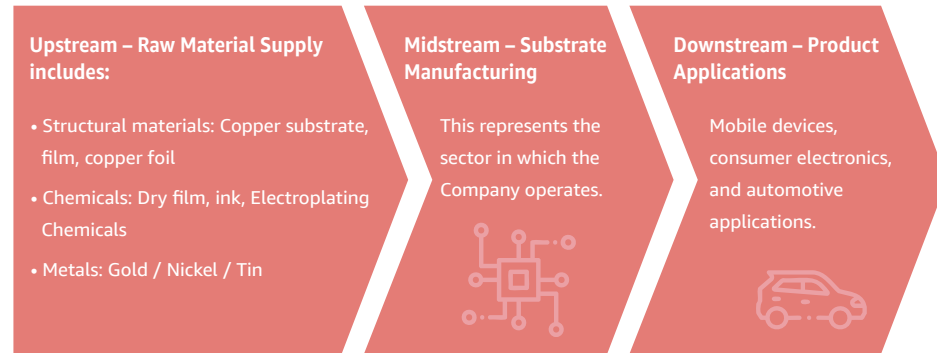 Upstream – Raw Material Supply
includes:
• Structural materials: Copper substrate,
film, copper foil
• Chemicals: Dry film, ink, Electroplating
Chemicals
• Metals: Gold / Nickel / Tin
Midstream – Substrate
Manufacturing
This represents the
sector in which the
Company operates.
Downstream – Product
Applications
Mobile devices,
consumer electronics,
and automotive
applications.